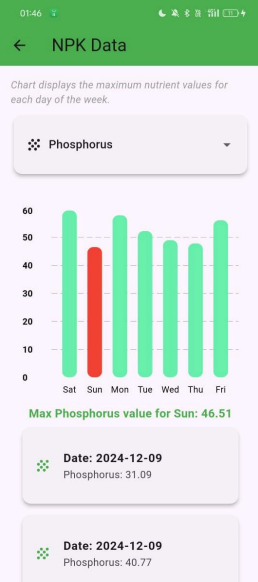 01:46
NPK Data
Chart displays the maximum nutrient values for
each day of the week.
Phosphorus
60
50
40
30
20
10
0
Sat Sun Mon Tue Wed Thu Fri
Max Phosphorus value for Sun: 46.51
Date: 2024-12-09
Phosphorus: 31.09
Date: 2024-12-09
Phosphorus: 40.77